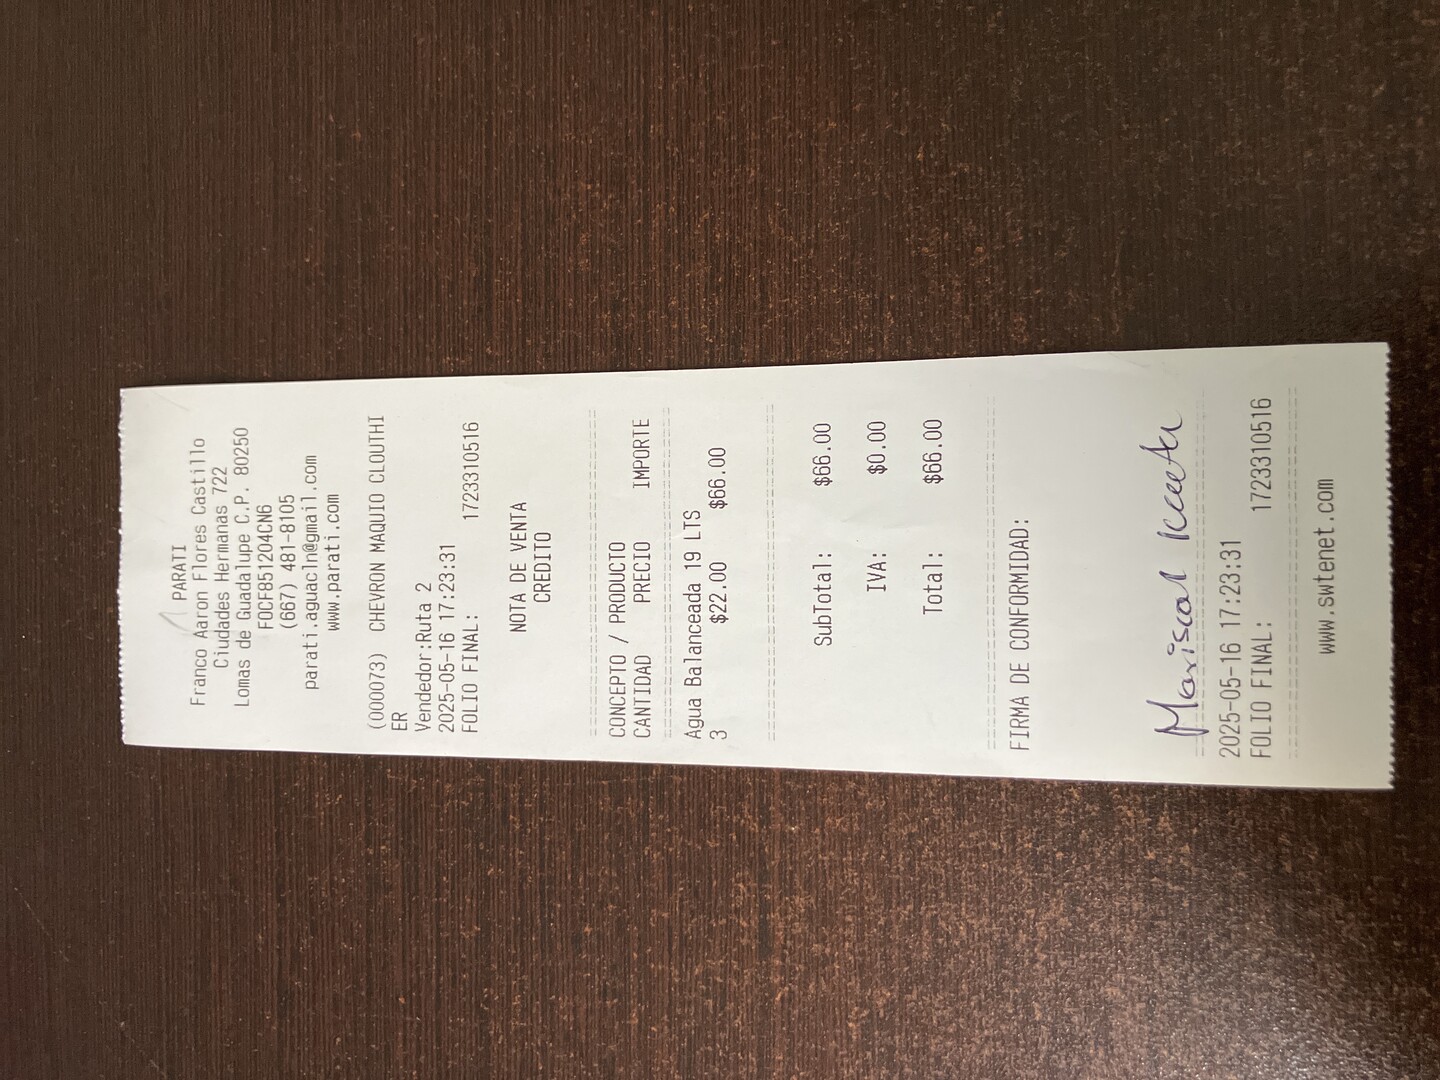 PARATI
Franco Aaron Flores Castillo
Ciudades Hermanas 722
Lomas de Guadalupe C.P. 80250
FOCF851204CN6
(667) 481-8105
parati.aguacln@gmail.com
www.parati.com
(000073) CHEVRON MAQUIO CLOUTHI
ER
Vendedor:Ruta 2
2025-05-16 17:23:31
FOLIO FINAL: 1723310516
NOTA DE VENTA
CREDITO
CONCEPTO / PRODUCTO
CANTIDAD PRECIO IMPORTE
Agua Balanceada 19 LTS
3 $22.00 $66.00
SubTotal: $66.00
IVA: $0.00
Total: $66.00
FIRMA DE CONFORMIDAD:
Mariscal
2025-05-16 17:23:31
FOLIO FINAL: 1723310516
www.swtenet.com